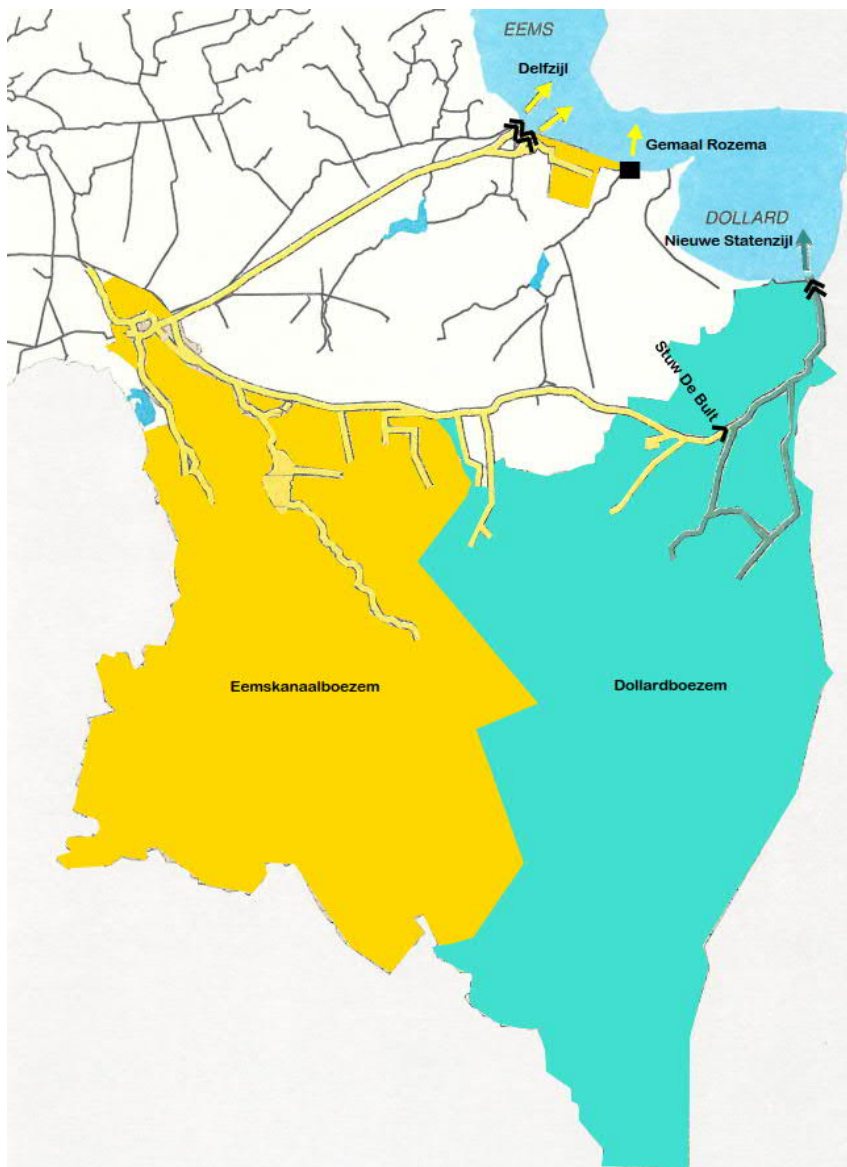 EEMS
Delfzijl
Gemaal Rozema
DOLLARD
Nieuwe Statenzijl
Stuw De Bult
Eemskanaalboezem
Dollardboezem